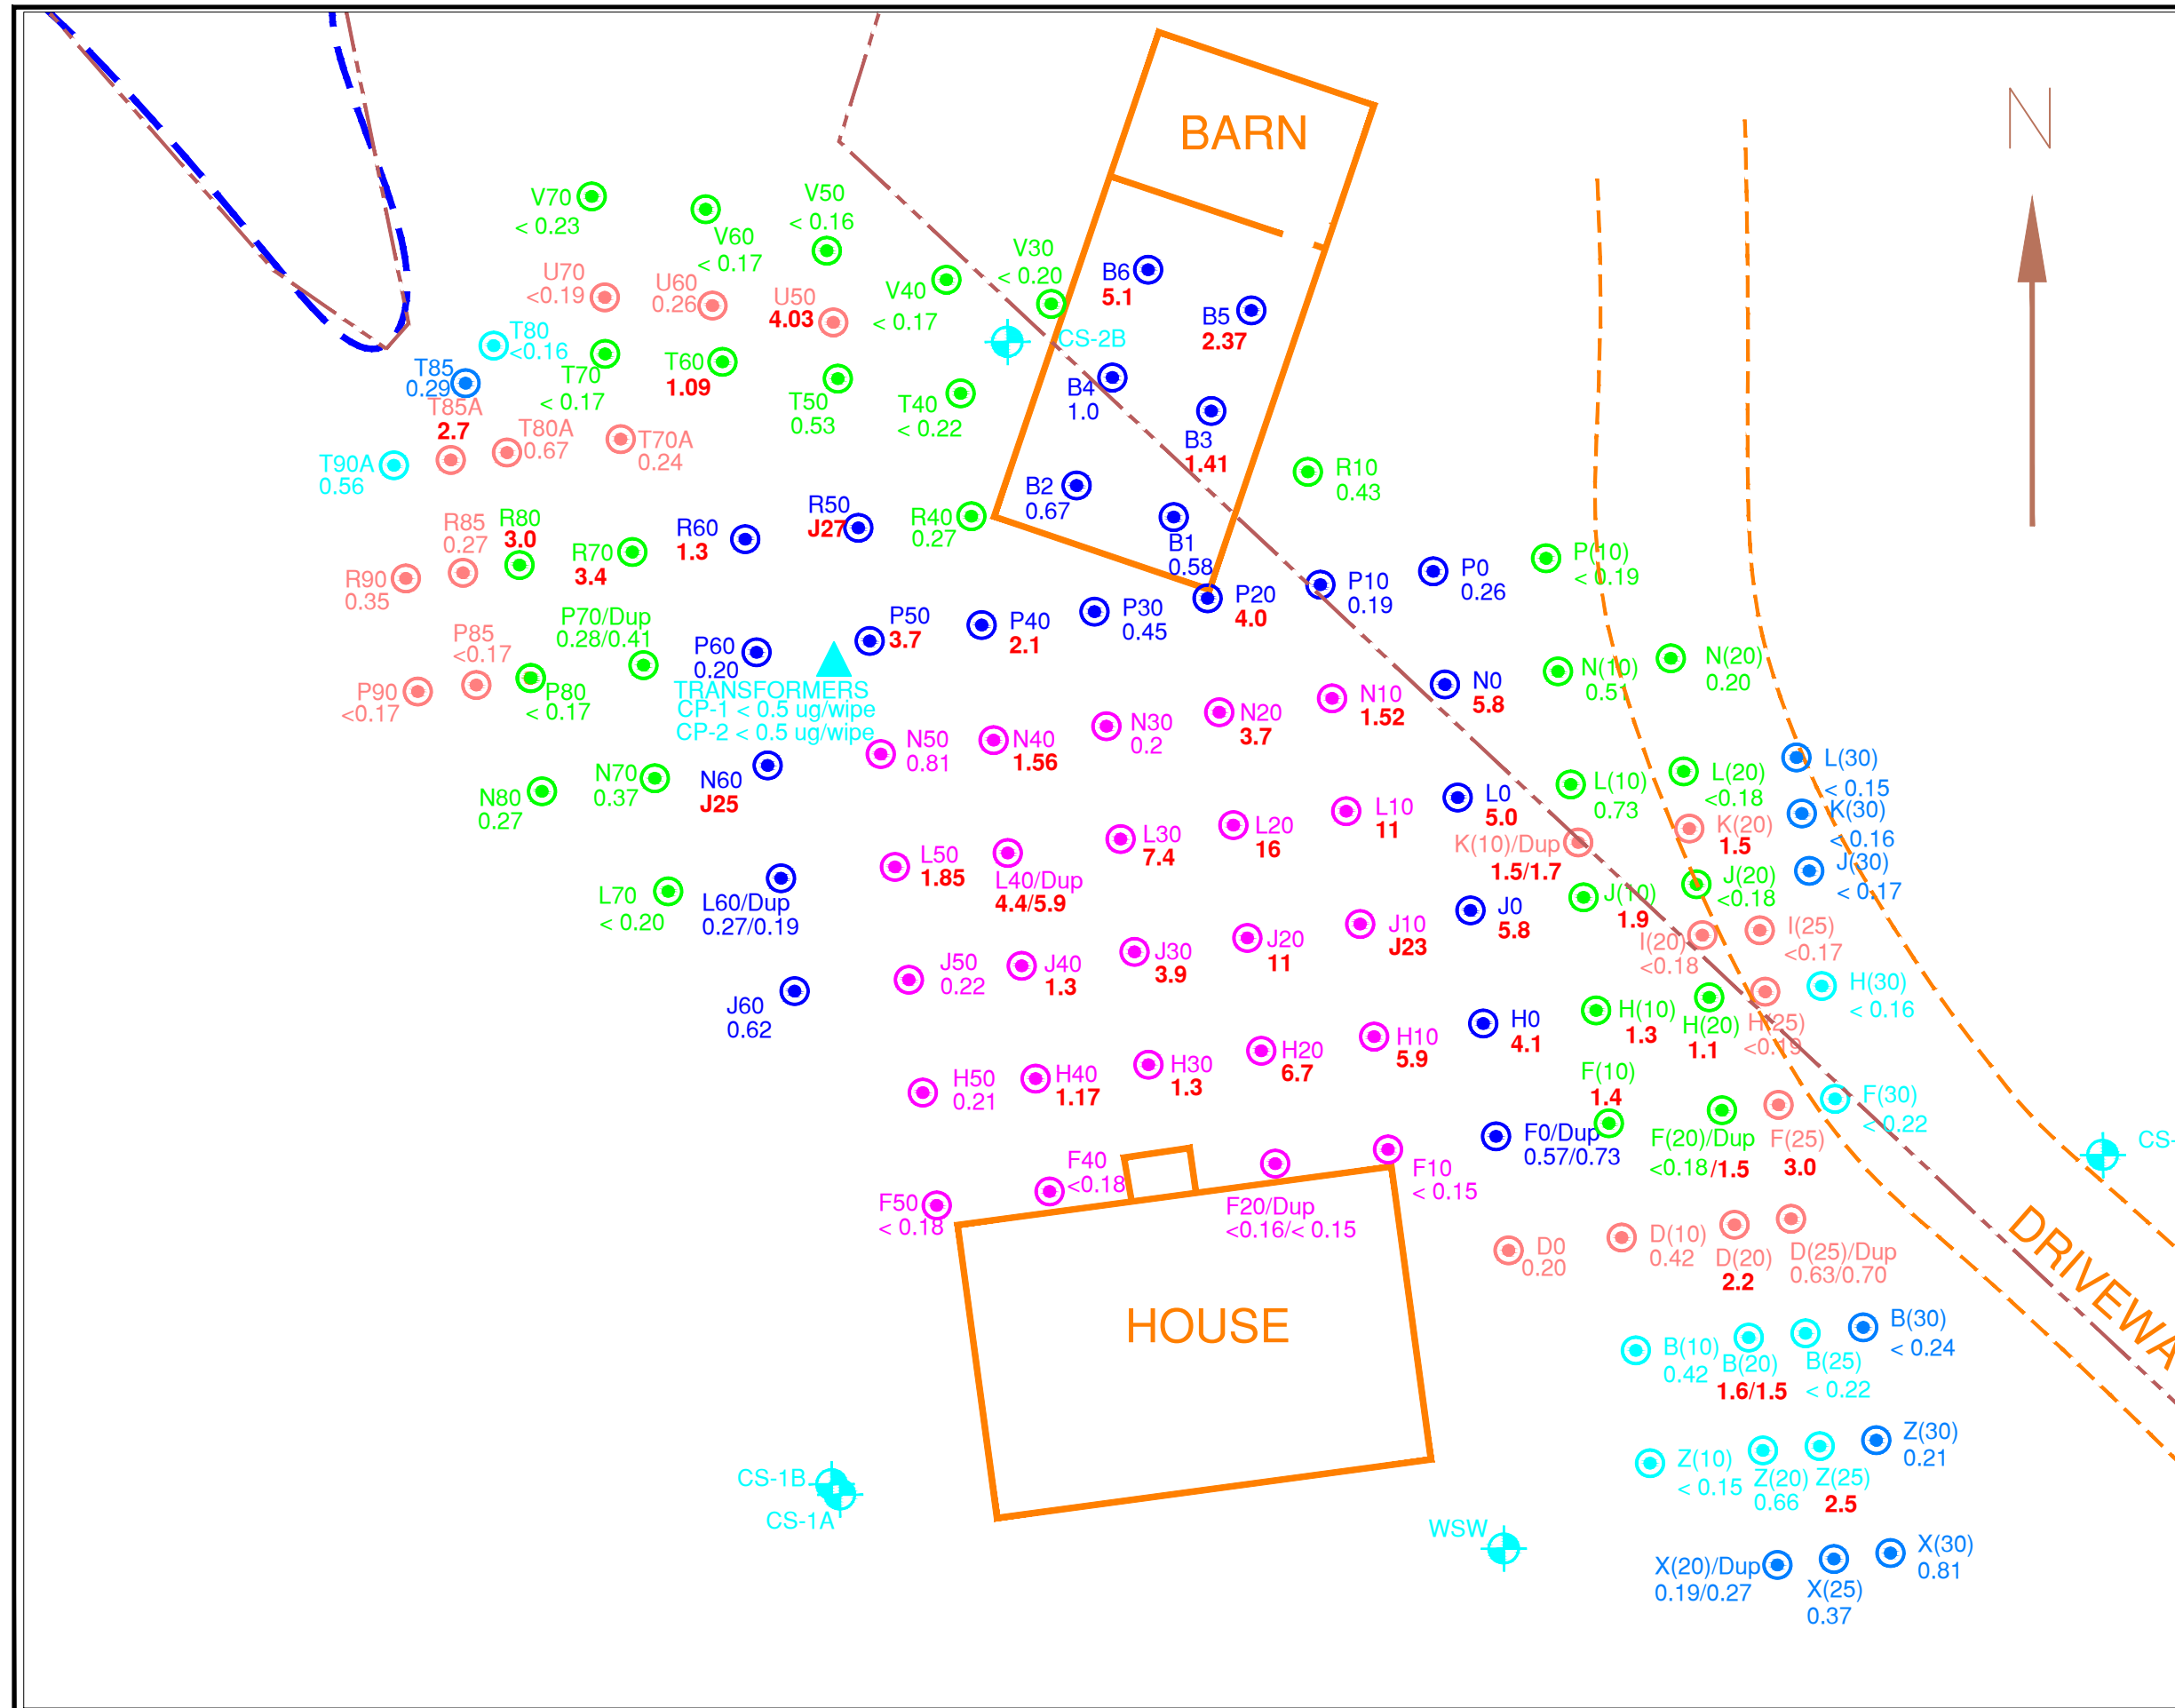 N
BARN
V70
< 0.23
V60
< 0.17
V50
< 0.16
V40
< 0.17
V30
< 0.20
U70
<0.19
U60
0.26
U50
4.03
B6
5.1
B5
2.37
CS-2B
T80
<0.16
T85
0.29
T70
< 0.17
T60
1.09
T50
0.53
T40
< 0.22
B4
1.0
B3
1.41
T85A
2.7
T80A
0.67
T70A
0.24
T90A
0.56
B2
0.67
B1
0.58
R10
0.43
R90
0.35
R85
0.27
R80
3.0
R70
3.4
R60
1.3
R50
J27
R40
0.27
P90
<0.17
P85
<0.17
P80
< 0.17
P70/Dup
0.28/0.41
P60
0.20
P50
3.7
P40
2.1
P30
0.45
P20
4.0
P10
0.19
P0
0.26
P(10)
< 0.19
TRANSFORMERS
CP-1 < 0.5 ug/wipe
CP-2 < 0.5 ug/wipe
N80
0.27
N70
0.37
N60
J25
N50
0.81
N40
1.56
N30
0.2
N20
3.7
N10
1.52
N0
5.8
N(10)
0.51
N(20)
0.20
L70
< 0.20
L60/Dup
0.27/0.19
L50
1.85
L40/Dup
4.4/5.9
L30
7.4
L20
16
L10
11
L0
5.0
L(10)
0.73
L(20)
<0.18
L(30)
< 0.15
K(10)/Dup
1.5/1.7
K(20)
1.5
K(30)
< 0.16
J60
0.62
J50
0.22
J40
1.3
J30
3.9
J20
11
J10
J23
J0
5.8
J(10)
1.9
J(20)
<0.18
J(30)
< 0.17
I(20)
<0.18
I(25)
<0.17
H50
0.21
H40
1.17
H30
1.3
H20
6.7
H10
5.9
H0
4.1
H(10)
1.3
H(20)
1.1
H(25)
<0.19
H(30)
< 0.16
F50
< 0.18
F40
<0.18
F20/Dup
<0.16/< 0.15
F10
< 0.15
F0/Dup
0.57/0.73
F(10)
1.4
F(20)/Dup
<0.18/1.5
F(25)
3.0
F(30)
< 0.22
CS-
D0
0.20
D(10)
0.42
D(20)
2.2
D(25)/Dup
0.63/0.70
DRIVEWA
HOUSE
B(10)
0.42
B(20)
1.6/1.5
B(25)
< 0.22
B(30)
< 0.24
Z(10)
< 0.15
Z(20)
0.66
Z(25)
2.5
Z(30)
0.21
CS-1B
CS-1A
WSW
X(20)/Dup
0.19/0.27
X(25)
0.37
X(30)
0.81